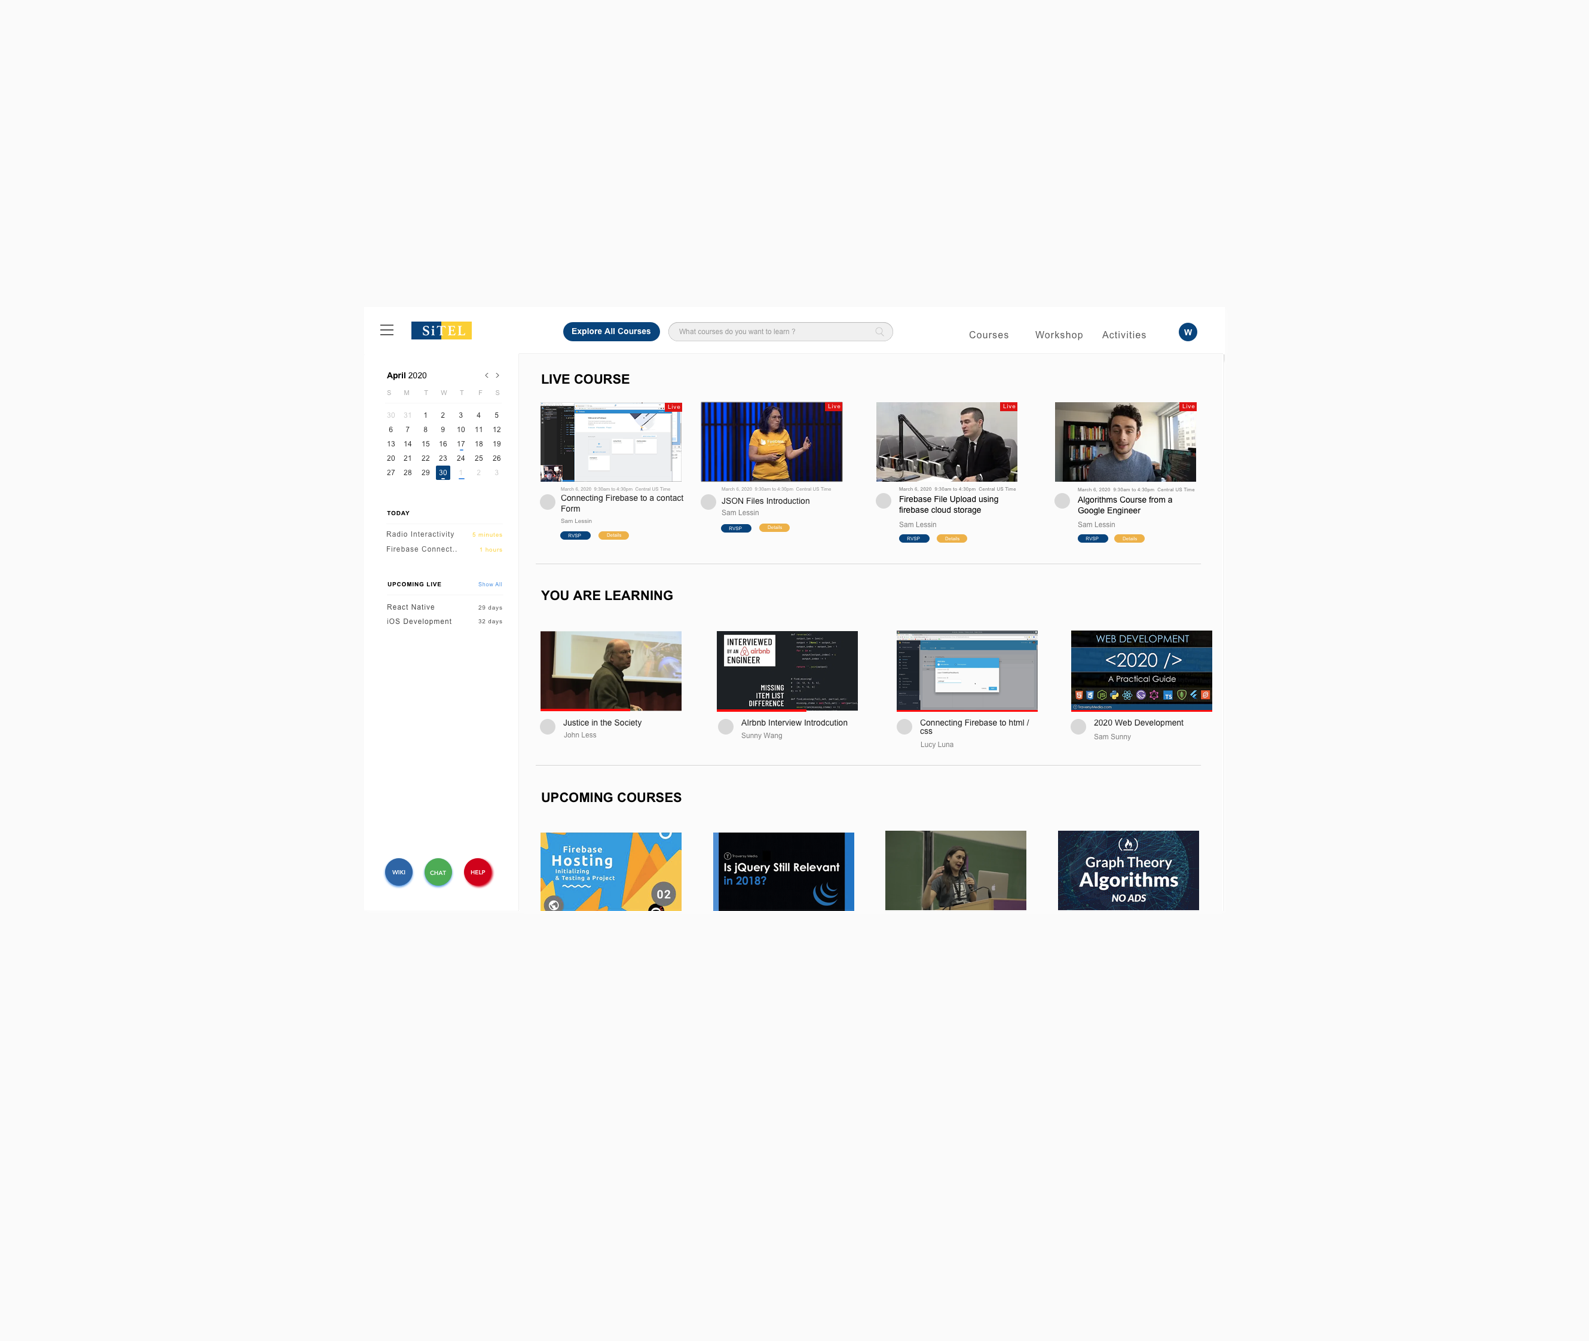 SiTEL
Explore All Courses
What courses do you want to learn ?
Courses
Workshop
Activities
W
April 2020
S M T W T F S
30 31 1 2 3 4 5
6 7 8 9 10 11 12
13 14 15 16 17 18 19
20 21 22 23 24 25 26
27 28 29 30 1 2 3
TODAY
Radio Interactivity 5 minutes
Firebase Connect.. 1 hours
UPCOMING LIVE Show All
React Native 29 days
iOS Development 32 days
WIKI
CHAT
HELP
LIVE COURSE
Live
March 6, 2020 9:30am to 4:30pm Central US Time
Connecting Firebase to a contact
Form
Sam Lessin
RVSP
Details
Live
March 6, 2020 9:30am to 4:30pm Central US Time
JSON Files Introduction
Sam Lessin
RVSP
Details
Live
March 6, 2020 9:30am to 4:30pm Central US Time
Firebase File Upload using
firebase cloud storage
Sam Lessin
RVSP
Details
Live
March 6, 2020 9:30am to 4:30pm Central US Time
Algorithms Course from a
Google Engineer
Sam Lessin
RVSP
Details
YOU ARE LEARNING
Justice in the Society
John Less
INTERVIEWED
BY AN airbnb
ENGINEER
MISSING
ITEM LIST
DIFFERENCE
AIrbnb Interview Introdcution
Sunny Wang
Connecting Firebase to html /
css
Lucy Luna
WEB DEVELOPMENT
<2020 />
A Practical Guide
TraversyMedia.com
2020 Web Development
Sam Sunny
UPCOMING COURSES
Firebase
Hosting
Initializing
& Testing a Project
02
Traversy Media
Is jQuery Still Relevant
in 2018?
Graph Theory
Algorithms
NO ADS